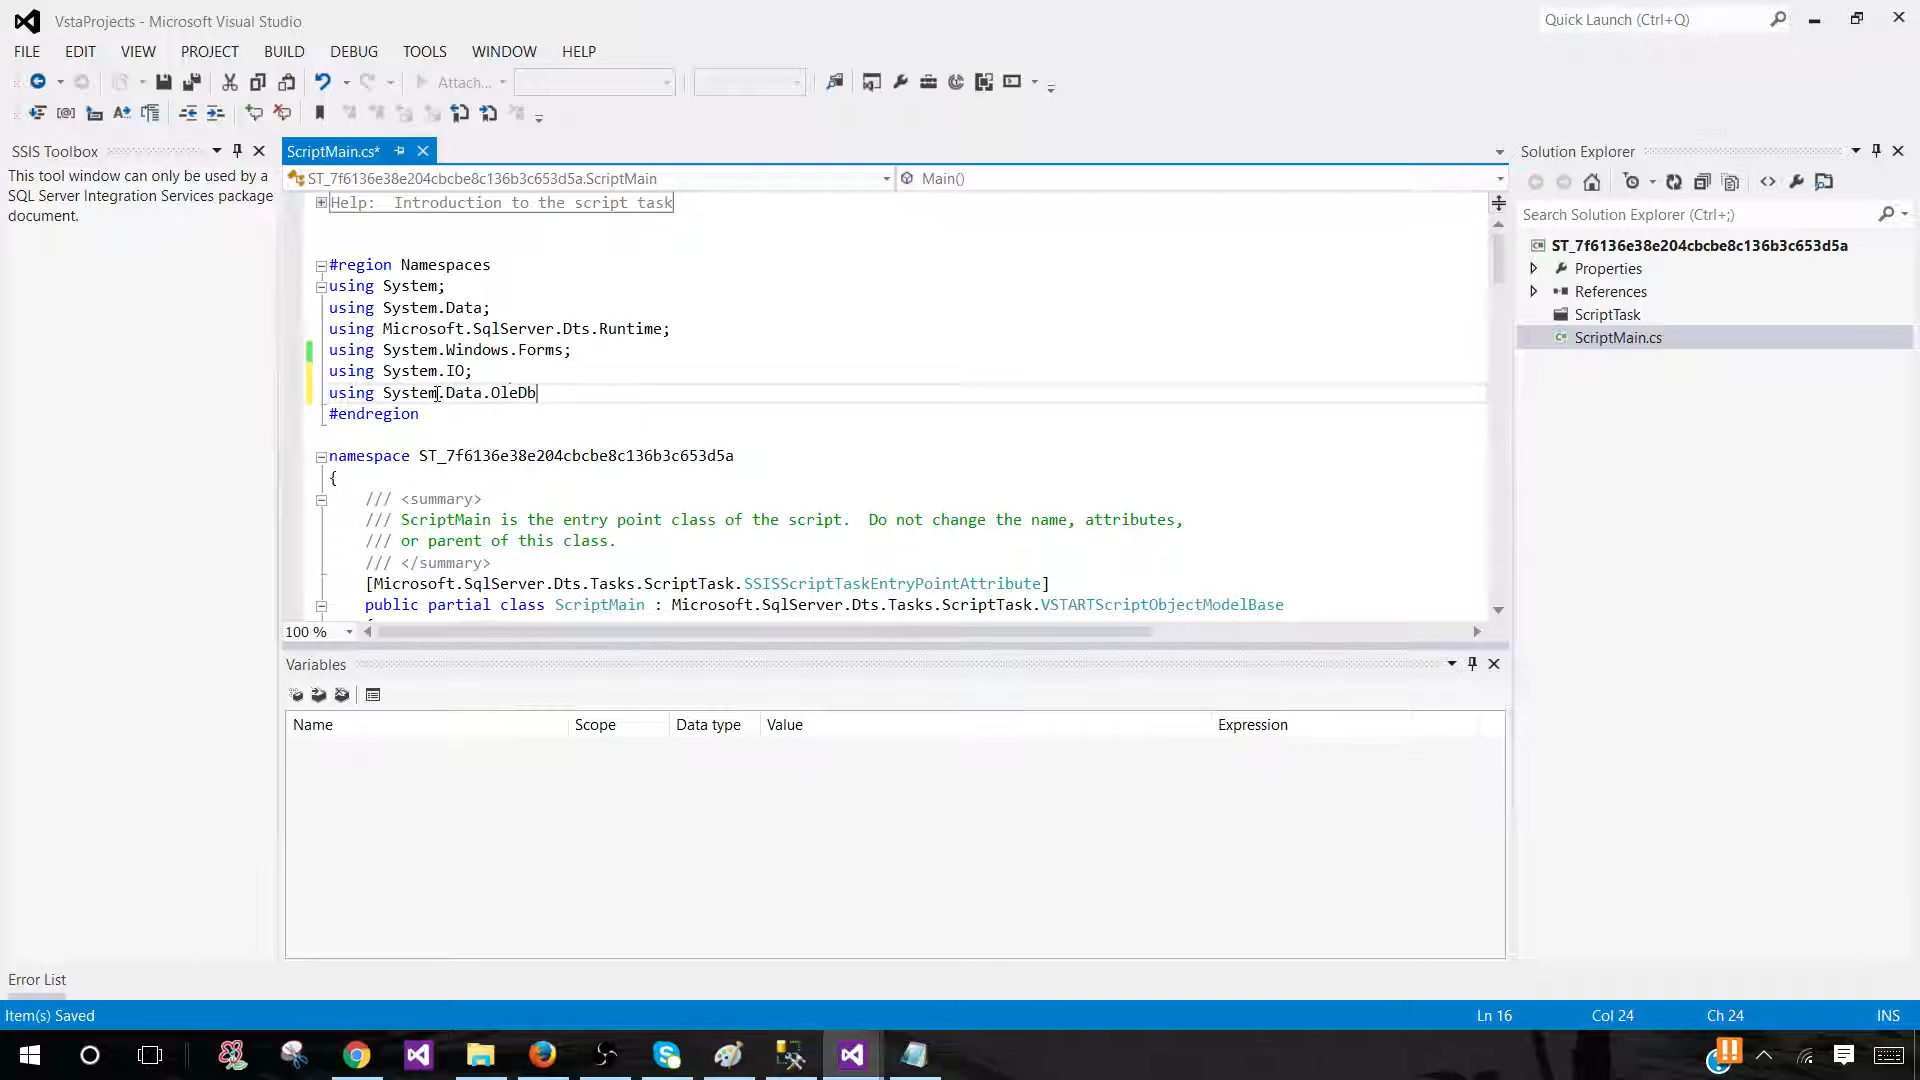 VstaProjects - Microsoft Visual Studio
Quick Launch (Ctrl+Q)
FILE EDIT VIEW PROJECT BUILD DEBUG TOOLS WINDOW HELP
Attach...
SSIS Toolbox
This tool window can only be used by a
SQL Server Integration Services package
document.
ScriptMain.cs*
ST_7f6136e38e204cbcbe8c136b3c653d5a.ScriptMain
Main()
Help:  Introduction to the script task
#region Namespaces
using System;
using System.Data;
using Microsoft.SqlServer.Dts.Runtime;
using System.Windows.Forms;
using System.IO;
using System.Data.OleDb
#endregion
namespace ST_7f6136e38e204cbcbe8c136b3c653d5a
{
/// <summary>
/// ScriptMain is the entry point class of the script.  Do not change the name, attributes,
/// or parent of this class.
/// </summary>
[Microsoft.SqlServer.Dts.Tasks.ScriptTask.SSISScriptTaskEntryPointAttribute]
public partial class ScriptMain : Microsoft.SqlServer.Dts.Tasks.ScriptTask.VSTARTScriptObjectModelBase
100 %
Solution Explorer
Search Solution Explorer (Ctrl+;)
ST_7f6136e38e204cbcbe8c136b3c653d5a
Properties
References
ScriptTask
ScriptMain.cs
Variables
Name Scope Data type Value Expression
Error List
Item(s) Saved
Ln 16 Col 24 Ch 24 INS